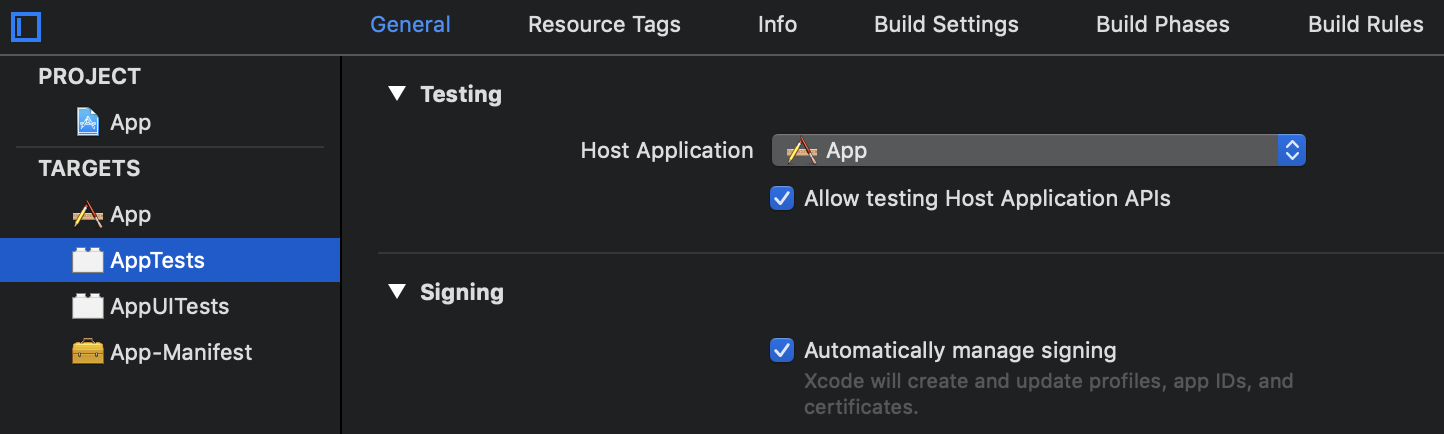 General Resource Tags Info Build Settings Build Phases Build Rules
PROJECT
App
TARGETS
App
AppTests
AppUITests
App-Manifest
Testing
Host Application App
Allow testing Host Application APIs
Signing
Automatically manage signing
Xcode will create and update profiles, app IDs, and
certificates.